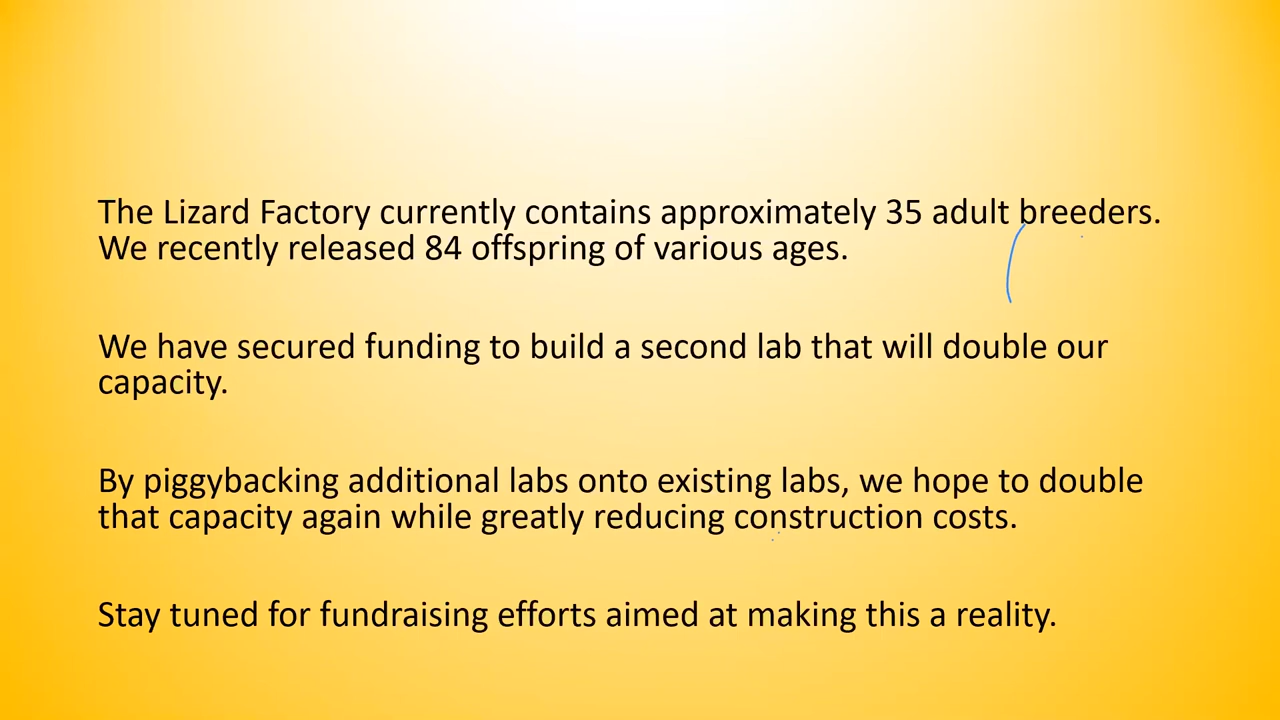 The Lizard Factory currently contains approximately 35 adult breeders.
We recently released 84 offspring of various ages.
We have secured funding to build a second lab that will double our
capacity.
By piggybacking additional labs onto existing labs, we hope to double
that capacity again while greatly reducing construction costs.
Stay tuned for fundraising efforts aimed at making this a reality.